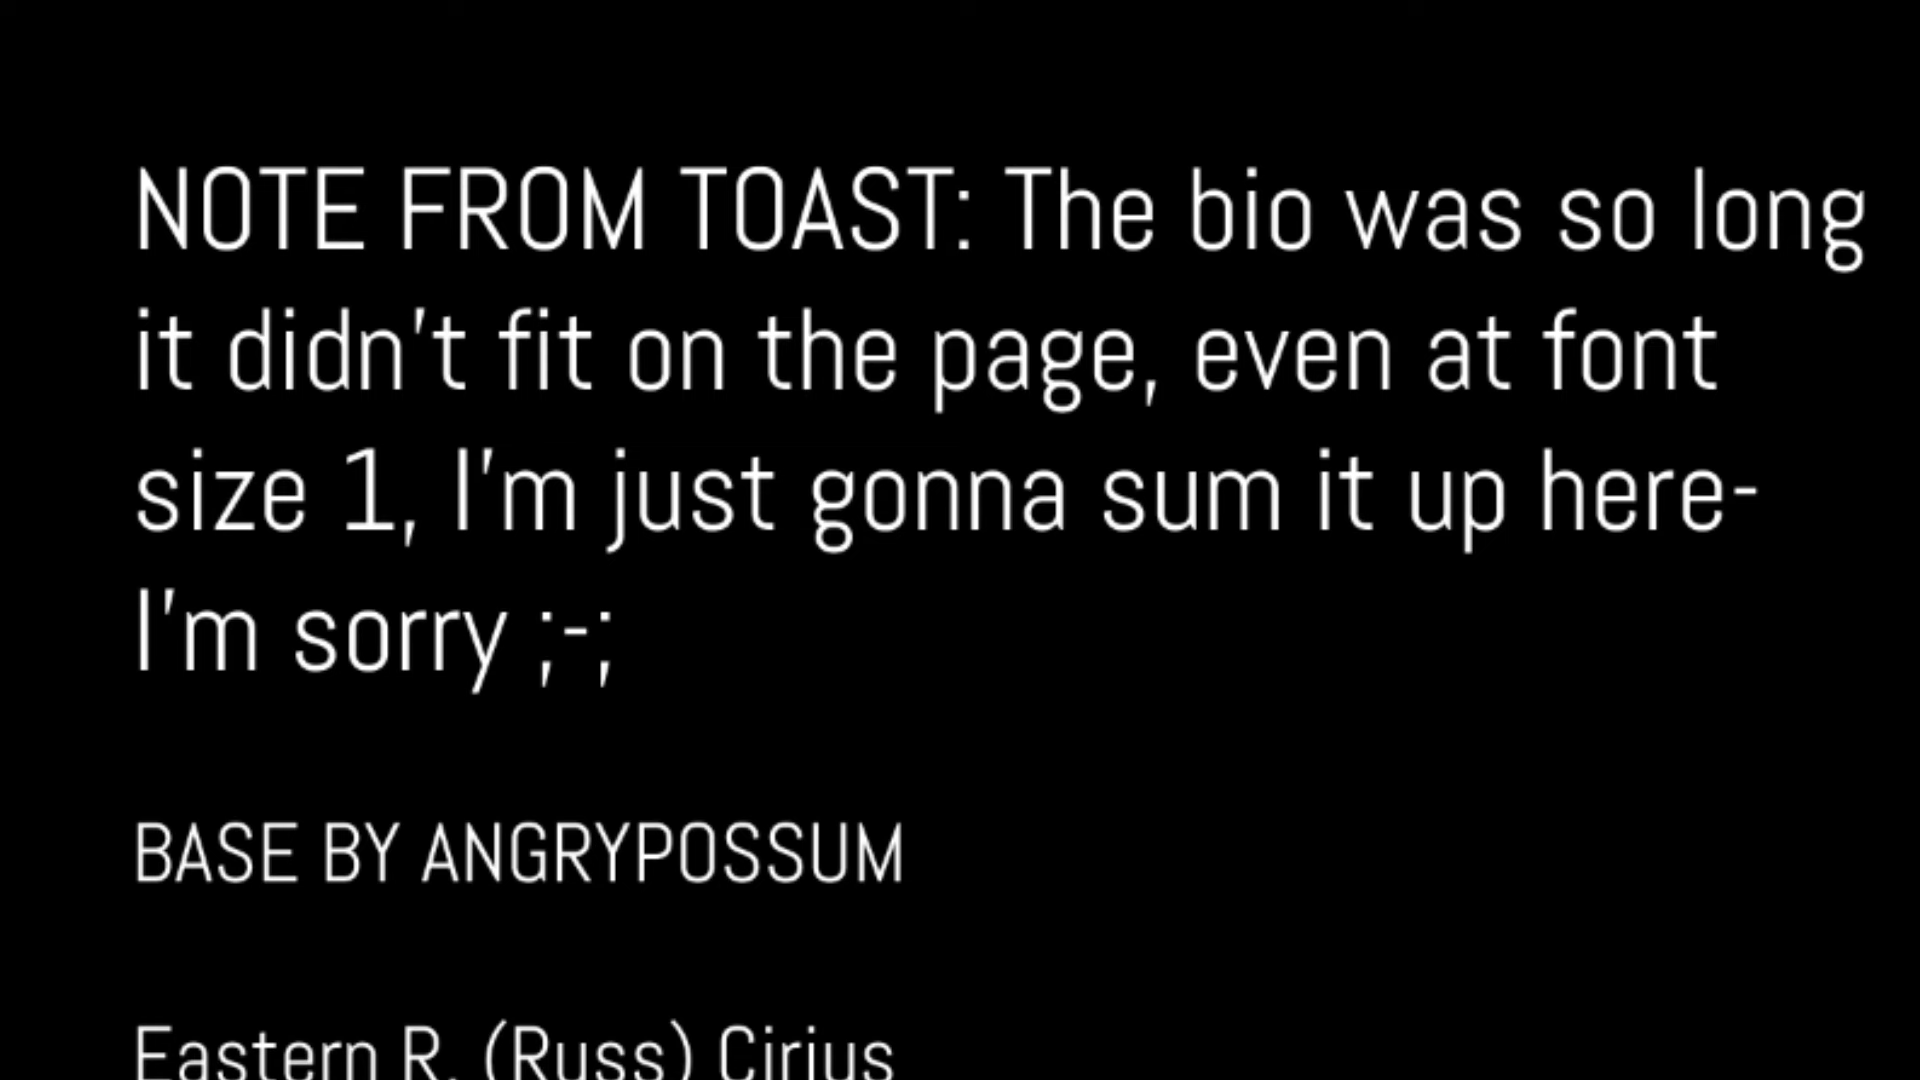 NOTE FROM TOAST: The bio was so long
it didn't fit on the page, even at font
size 1, I'm just gonna sum it up here-
I'm sorry ;-;
BASE BY ANGRYPOSSUM
Eastern R. (Russ) Cirius